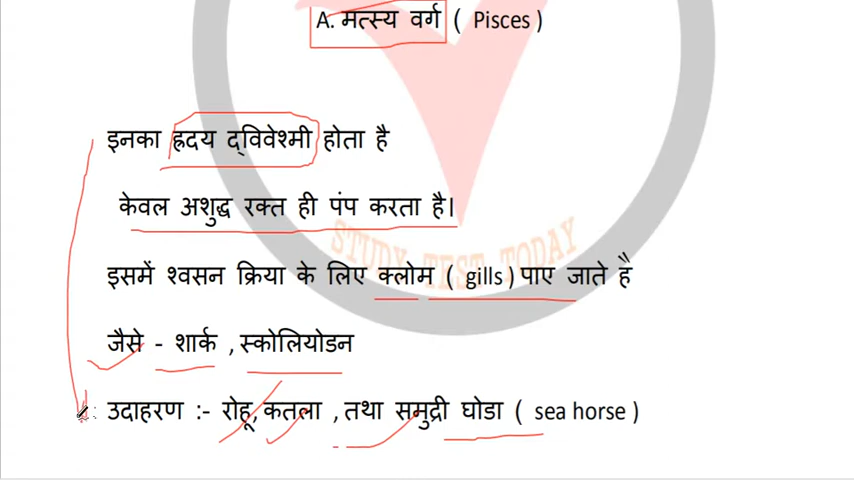 A. मत्स्य वर्ग ( Pisces )
इनका ह्रदय द्विवेश्मी होता है
केवल अशुद्ध रक्त ही पंप करता है।
STUDY TEST TODAY
इसमें श्वसन क्रिया के लिए क्लोम ( gills ) पाए जाते हैं
जैसे - शार्क , स्कोलियोडन
उदाहरण :- रोहू, कतला , तथा समुद्री घोडा ( sea horse )